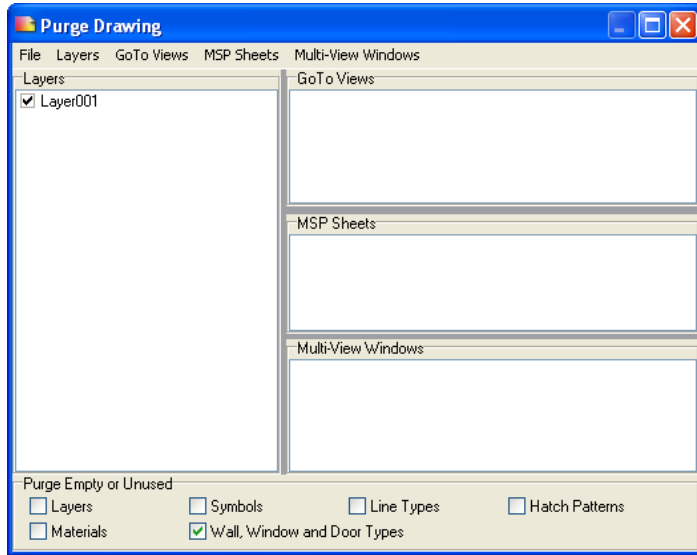 Purge Drawing
File Layers GoTo Views MSP Sheets Multi-View Windows
Layers
Layer001
GoTo Views
MSP Sheets
Multi-View Windows
Purge Empty or Unused
Layers Symbols Line Types Hatch Patterns
Materials Wall, Window and Door Types